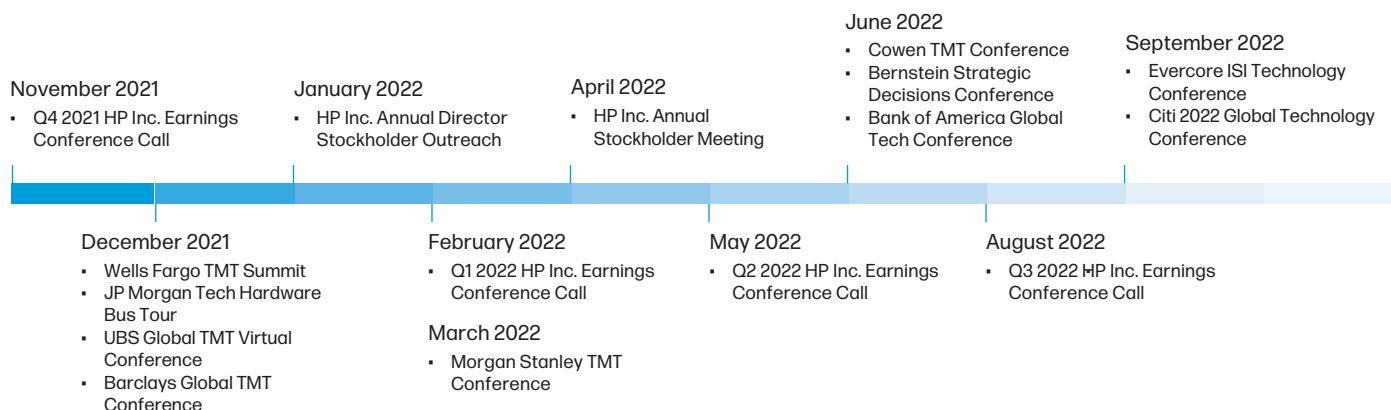 November 2021
▪ Q4 2021 HP Inc. Earnings
Conference Call
January 2022
▪ HP Inc. Annual Director
Stockholder Outreach
April 2022
▪ HP Inc. Annual
Stockholder Meeting
June 2022
▪ Cowen TMT Conference
▪ Bernstein Strategic
Decisions Conference
▪ Bank of America Global
Tech Conference
September 2022
▪ Evercore ISI Technology
Conference
▪ Citi 2022 Global Technology
Conference
December 2021
▪ Wells Fargo TMT Summit
▪ JP Morgan Tech Hardware
Bus Tour
▪ UBS Global TMT Virtual
Conference
▪ Barclays Global TMT
Conference
February 2022
▪ Q1 2022 HP Inc. Earnings
Conference Call
March 2022
▪ Morgan Stanley TMT
Conference
May 2022
▪ Q2 2022 HP Inc. Earnings
Conference Call
August 2022
▪ Q3 2022 HP Inc. Earnings
Conference Call